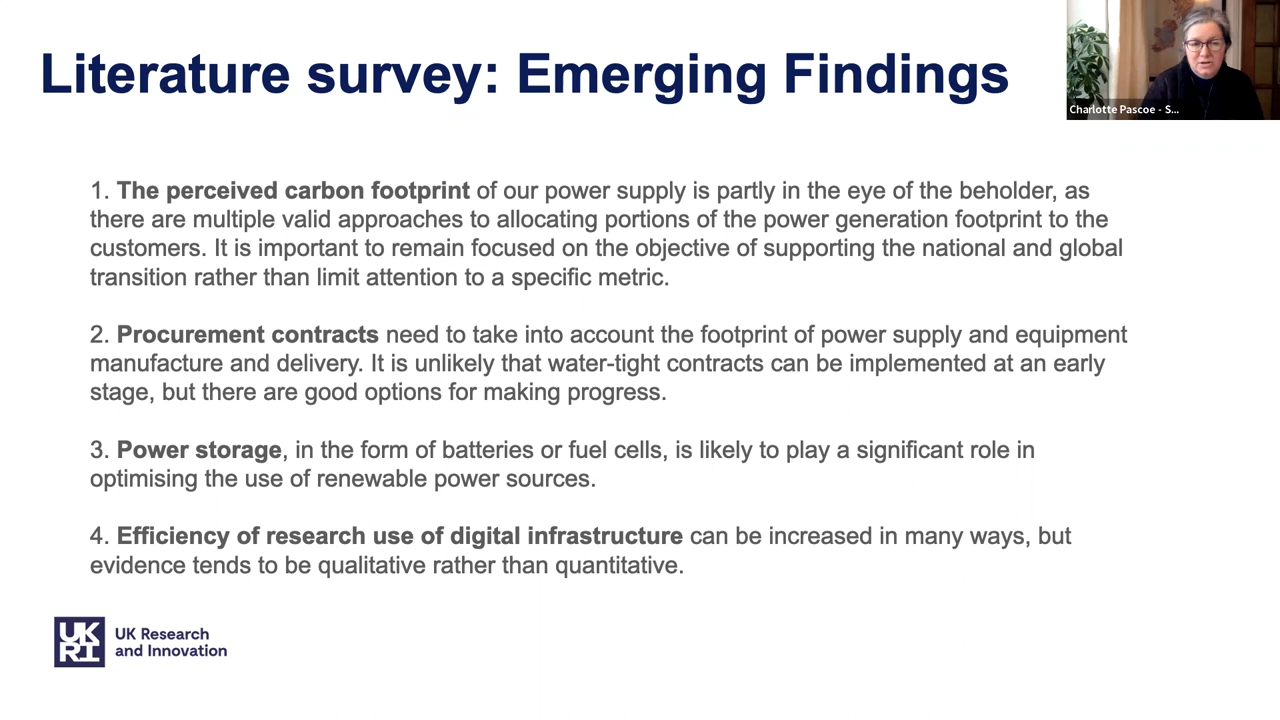 Literature survey: Emerging Findings
Charlotte Pascoe - S...
1. The perceived carbon footprint of our power supply is partly in the eye of the beholder, as
there are multiple valid approaches to allocating portions of the power generation footprint to the
customers. It is important to remain focused on the objective of supporting the national and global
transition rather than limit attention to a specific metric.
2. Procurement contracts need to take into account the footprint of power supply and equipment
manufacture and delivery. It is unlikely that water-tight contracts can be implemented at an early
stage, but there are good options for making progress.
3. Power storage, in the form of batteries or fuel cells, is likely to play a significant role in
optimising the use of renewable power sources.
4. Efficiency of research use of digital infrastructure can be increased in many ways, but
evidence tends to be qualitative rather than quantitative.
UK
RI
UK Research
and Innovation